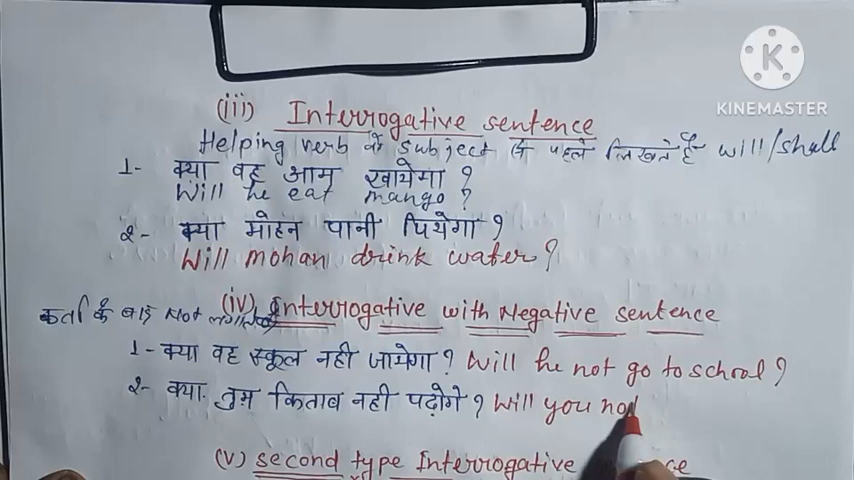 KINEMASTER
(iii) Interrogative sentence
Helping verb को subject से पहले लिखते हैं will/shall
1- क्या वह आम खायेगा ?
Will he eat mango ?
2- क्या मोहन पानी पियेगा ?
Will mohan drink water ?
(iv) Interrogative with Negative sentence
कर्ता के बाद Not
1- क्या वह स्कूल नही जायेगा ? Will he not go to school ?
2- क्या तुम किताब नही पढ़ोगे ? Will you not
(v) second type Interrogative